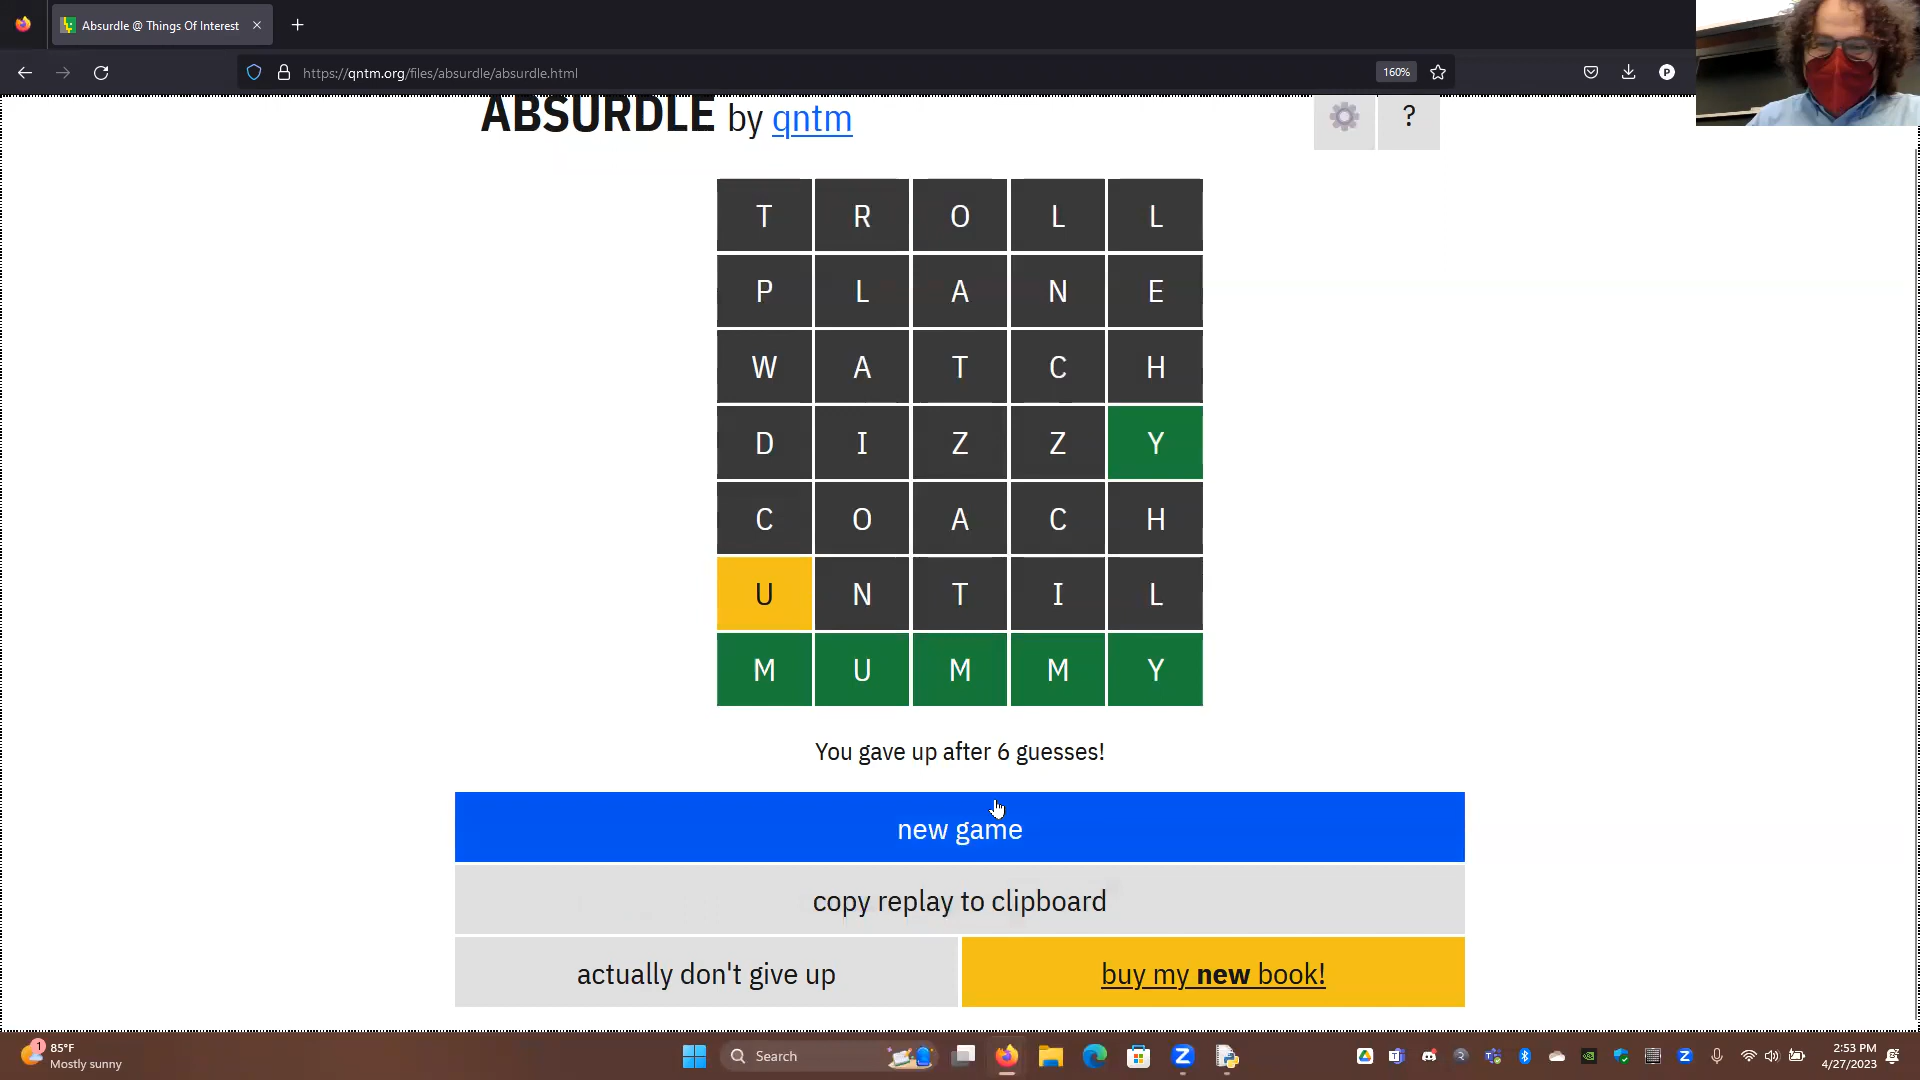 Absurdle @ Things Of Interest
https://qntm.org/files/absurdle/absurdle.html
160%
P
ABSURDLE by qntm
?
T R O L L
P L A N E
W A T C H
D I Z Z Y
C O A C H
U N T I L
M U M M Y
You gave up after 6 guesses!
new game
copy replay to clipboard
actually don't give up
buy my new book!
1
85°F
Mostly sunny
Search
2:53 PM
4/27/2023